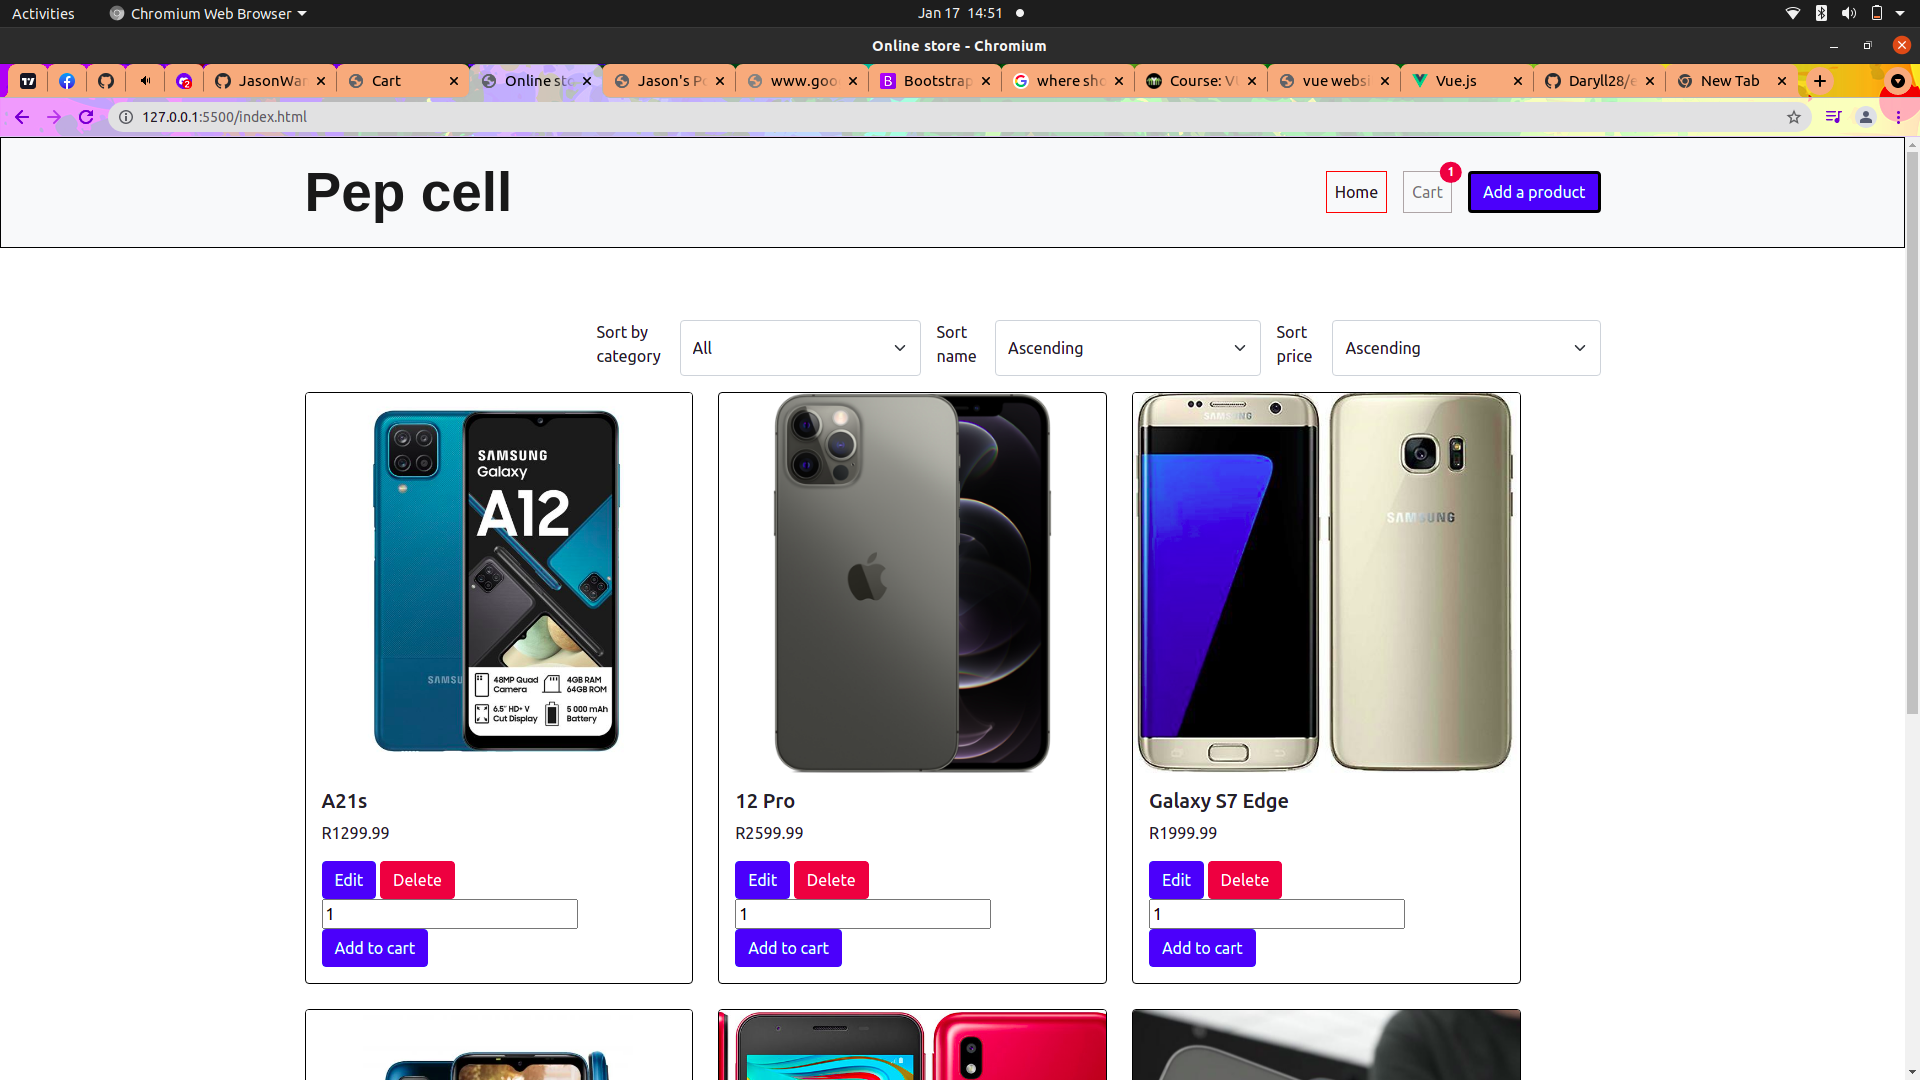 Activities
Chromium Web Browser
Jan 17 14:51
Online store - Chromium
JasonWar
Cart
Online sto
Jason's Po
www.goo
Bootstrap
where sho
Course: VU
vue websi
Vue.js
Daryll28/e
New Tab
127.0.0.1:5500/index.html
Pep cell
Home
Cart
1
Add a product
Sort by category
All
Sort name
Ascending
Sort price
Ascending
SAMSUNG
Galaxy
A12
SAMSU
48MP Quad Camera
4GB RAM 64GB ROM
6.5" HD+ V Cut Display
5 000 mAh Battery
SAMSUNG
SAMSUNG
A21s
R1299.99
Edit
Delete
1
Add to cart
12 Pro
R2599.99
Edit
Delete
1
Add to cart
Galaxy S7 Edge
R1999.99
Edit
Delete
1
Add to cart